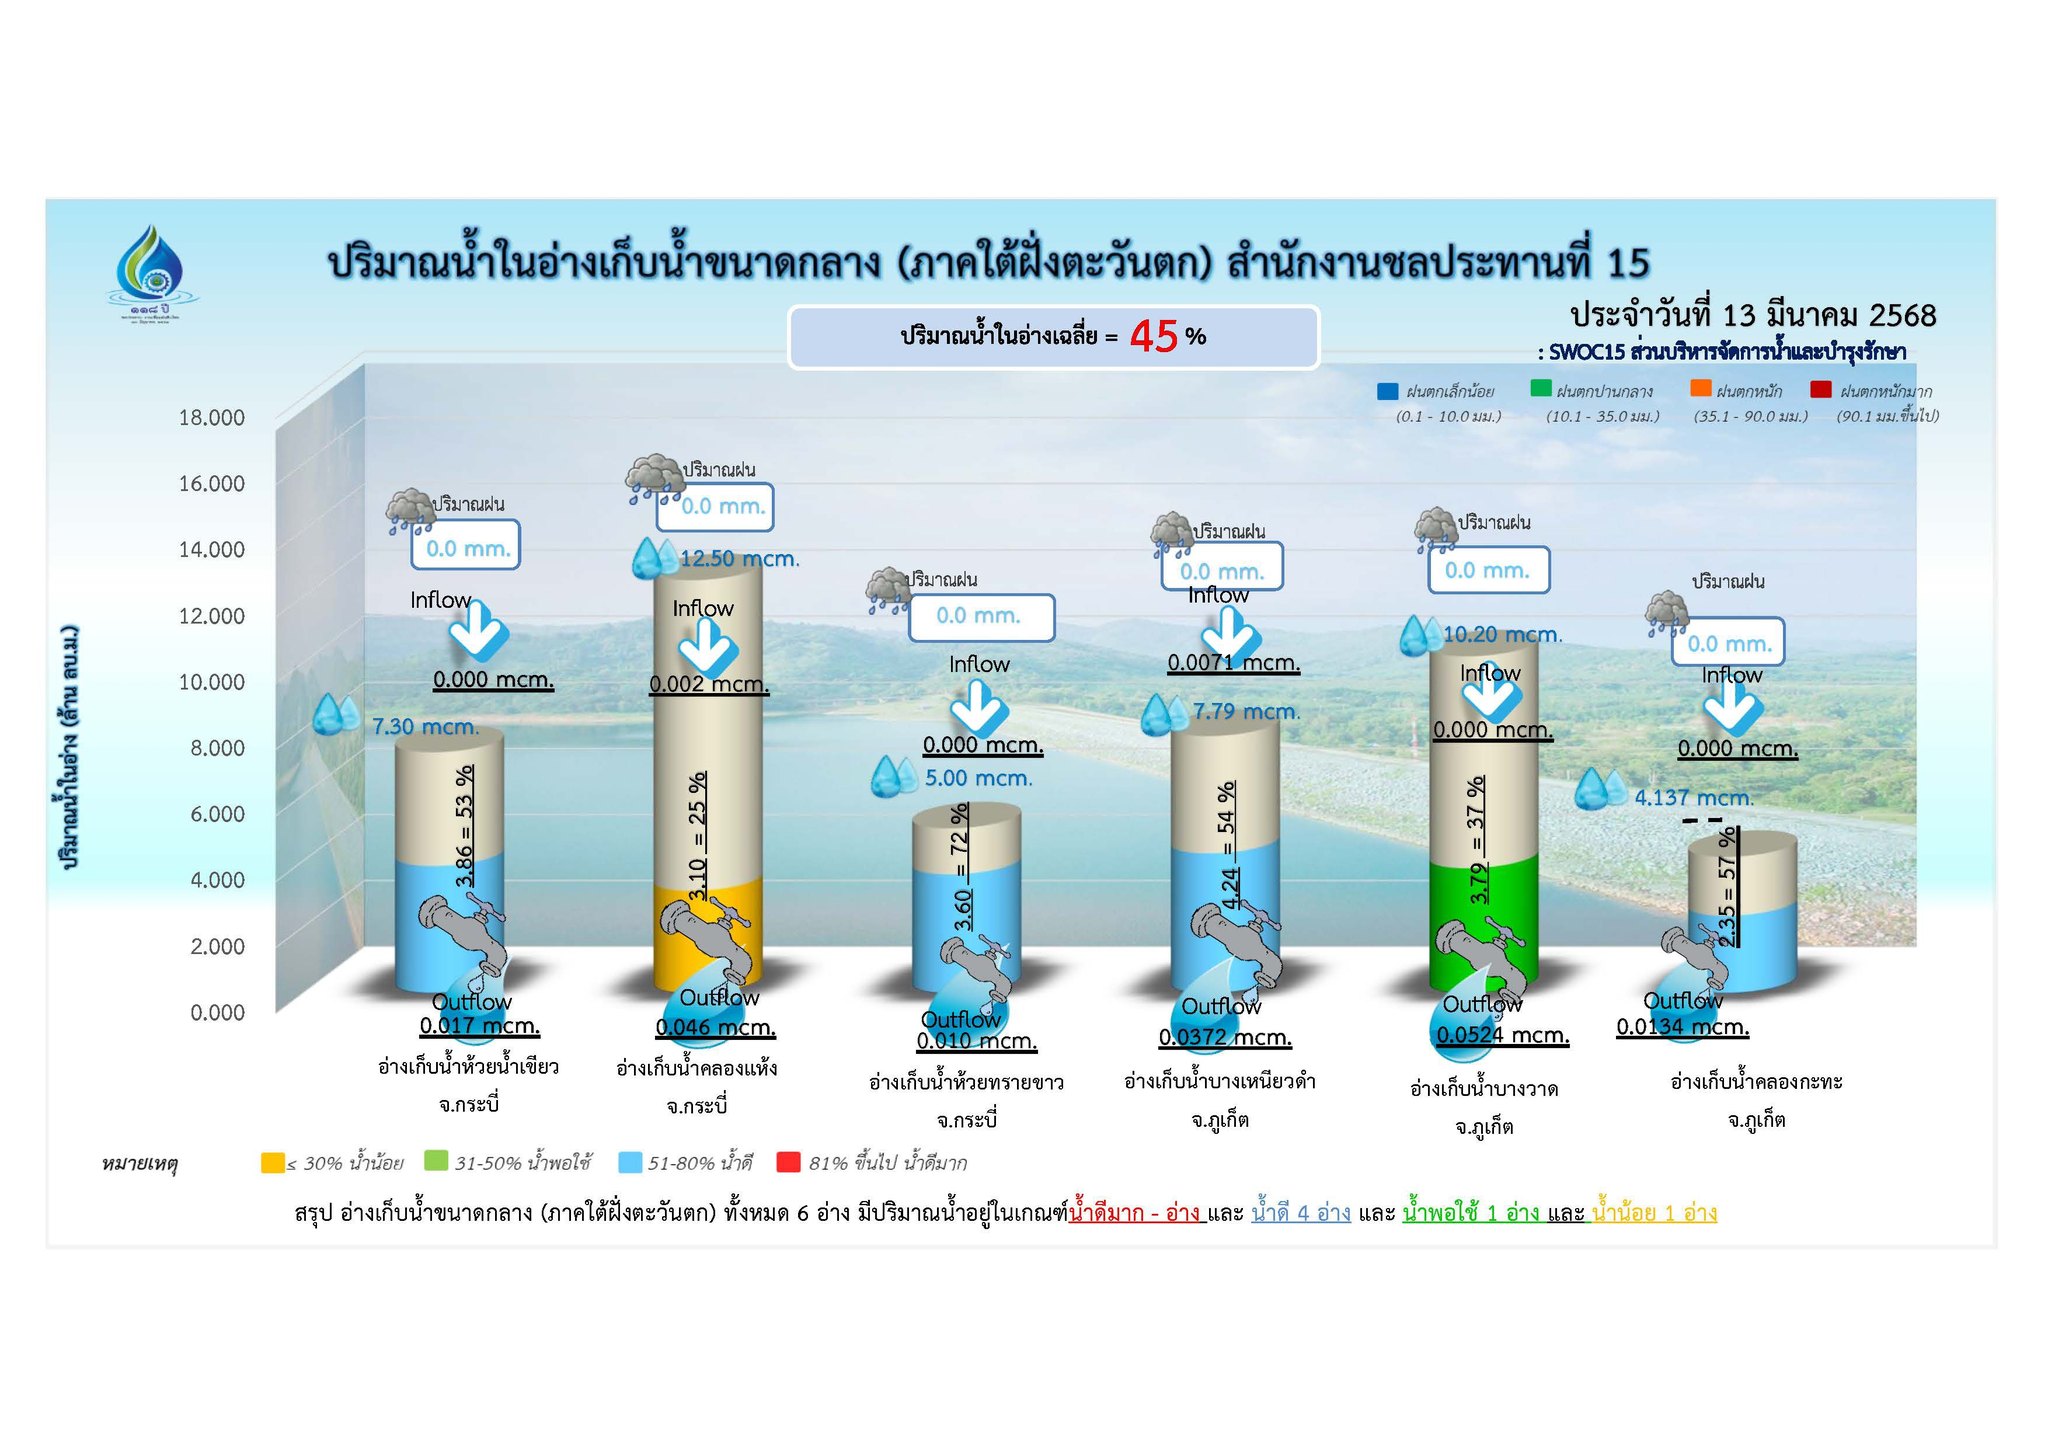 ปริมาณน้ำในอ่างเก็บน้ำขนาดกลาง (ภาคใต้ฝั่งตะวันตก) สำนักงานชลประทานที่ 15
๑๑๘ ปี
ปริมาณน้ำในอ่างเฉลี่ย = 45 %
ประจำวันที่ 13 มีนาคม 2568
: SWOC15 ส่วนบริหารจัดการน้ำและบำรุงรักษา
ฝนตกเล็กน้อย
(0.1 - 10.0 มม.)
ฝนตกปานกลาง
(10.1 - 35.0 มม.)
ฝนตกหนัก
(35.1 - 90.0 มม.)
ฝนตกหนักมาก
(90.1 มม.ขึ้นไป)
ปริมาณน้ำในอ่าง (ล้าน ลบ.ม.)
18.000
16.000
14.000
12.000
10.000
8.000
6.000
4.000
2.000
0.000
ปริมาณฝน
0.0 mm.
Inflow
0.000 mcm.
7.30 mcm.
3.86 = 53 %
Outflow
0.017 mcm.
อ่างเก็บน้ำห้วยน้ำเขียว
จ.กระบี่
ปริมาณฝน
0.0 mm.
12.50 mcm.
Inflow
0.002 mcm.
3.10 = 25 %
Outflow
0.046 mcm.
อ่างเก็บน้ำคลองแห้ง
จ.กระบี่
ปริมาณฝน
0.0 mm.
Inflow
0.000 mcm.
5.00 mcm.
3.60 = 72 %
Outflow
0.010 mcm.
อ่างเก็บน้ำห้วยทรายขาว
จ.กระบี่
ปริมาณฝน
0.0 mm.
Inflow
0.0071 mcm.
7.79 mcm.
4.24 = 54 %
Outflow
0.0372 mcm.
อ่างเก็บน้ำบางเหนียวดำ
จ.ภูเก็ต
ปริมาณฝน
0.0 mm.
10.20 mcm.
Inflow
0.000 mcm.
3.79 = 37 %
Outflow
0.0524 mcm.
อ่างเก็บน้ำบางวาด
จ.ภูเก็ต
ปริมาณฝน
0.0 mm.
Inflow
0.000 mcm.
4.137 mcm.
2.35 = 57 %
Outflow
0.0134 mcm.
อ่างเก็บน้ำคลองกะทะ
จ.ภูเก็ต
หมายเหตุ
≤ 30% น้ำน้อย
31-50% น้ำพอใช้
51-80% น้ำดี
81% ขึ้นไป น้ำดีมาก
สรุป อ่างเก็บน้ำขนาดกลาง (ภาคใต้ฝั่งตะวันตก) ทั้งหมด 6 อ่าง มีปริมาณน้ำอยู่ในเกณฑ์น้ำดีมาก - อ่าง และ น้ำดี 4 อ่าง และ น้ำพอใช้ 1 อ่าง และ น้ำน้อย 1 อ่าง